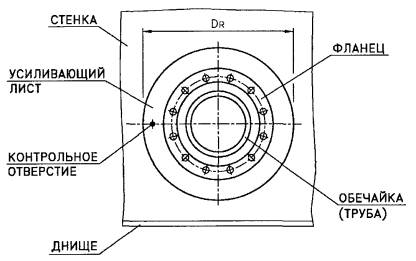 СТЕНКА
DR
ФЛАНЕЦ
УСИЛИВАЮЩИЙ
ЛИСТ
КОНТРОЛЬНОЕ
ОТВЕРСТИЕ
ОБЕЧАЙКА
(ТРУБА)
ДНИЩЕ